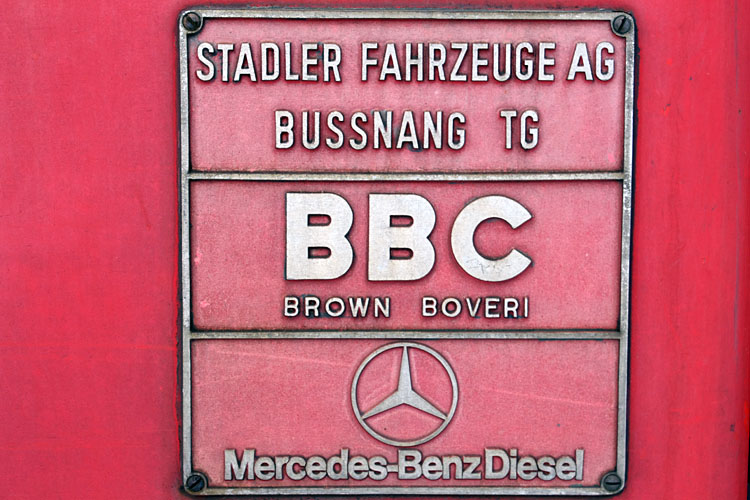 STADLER FAHRZEUGE AG
BUSSNANG TG
BBC
BROWN BOVERI
Mercedes-Benz Diesel